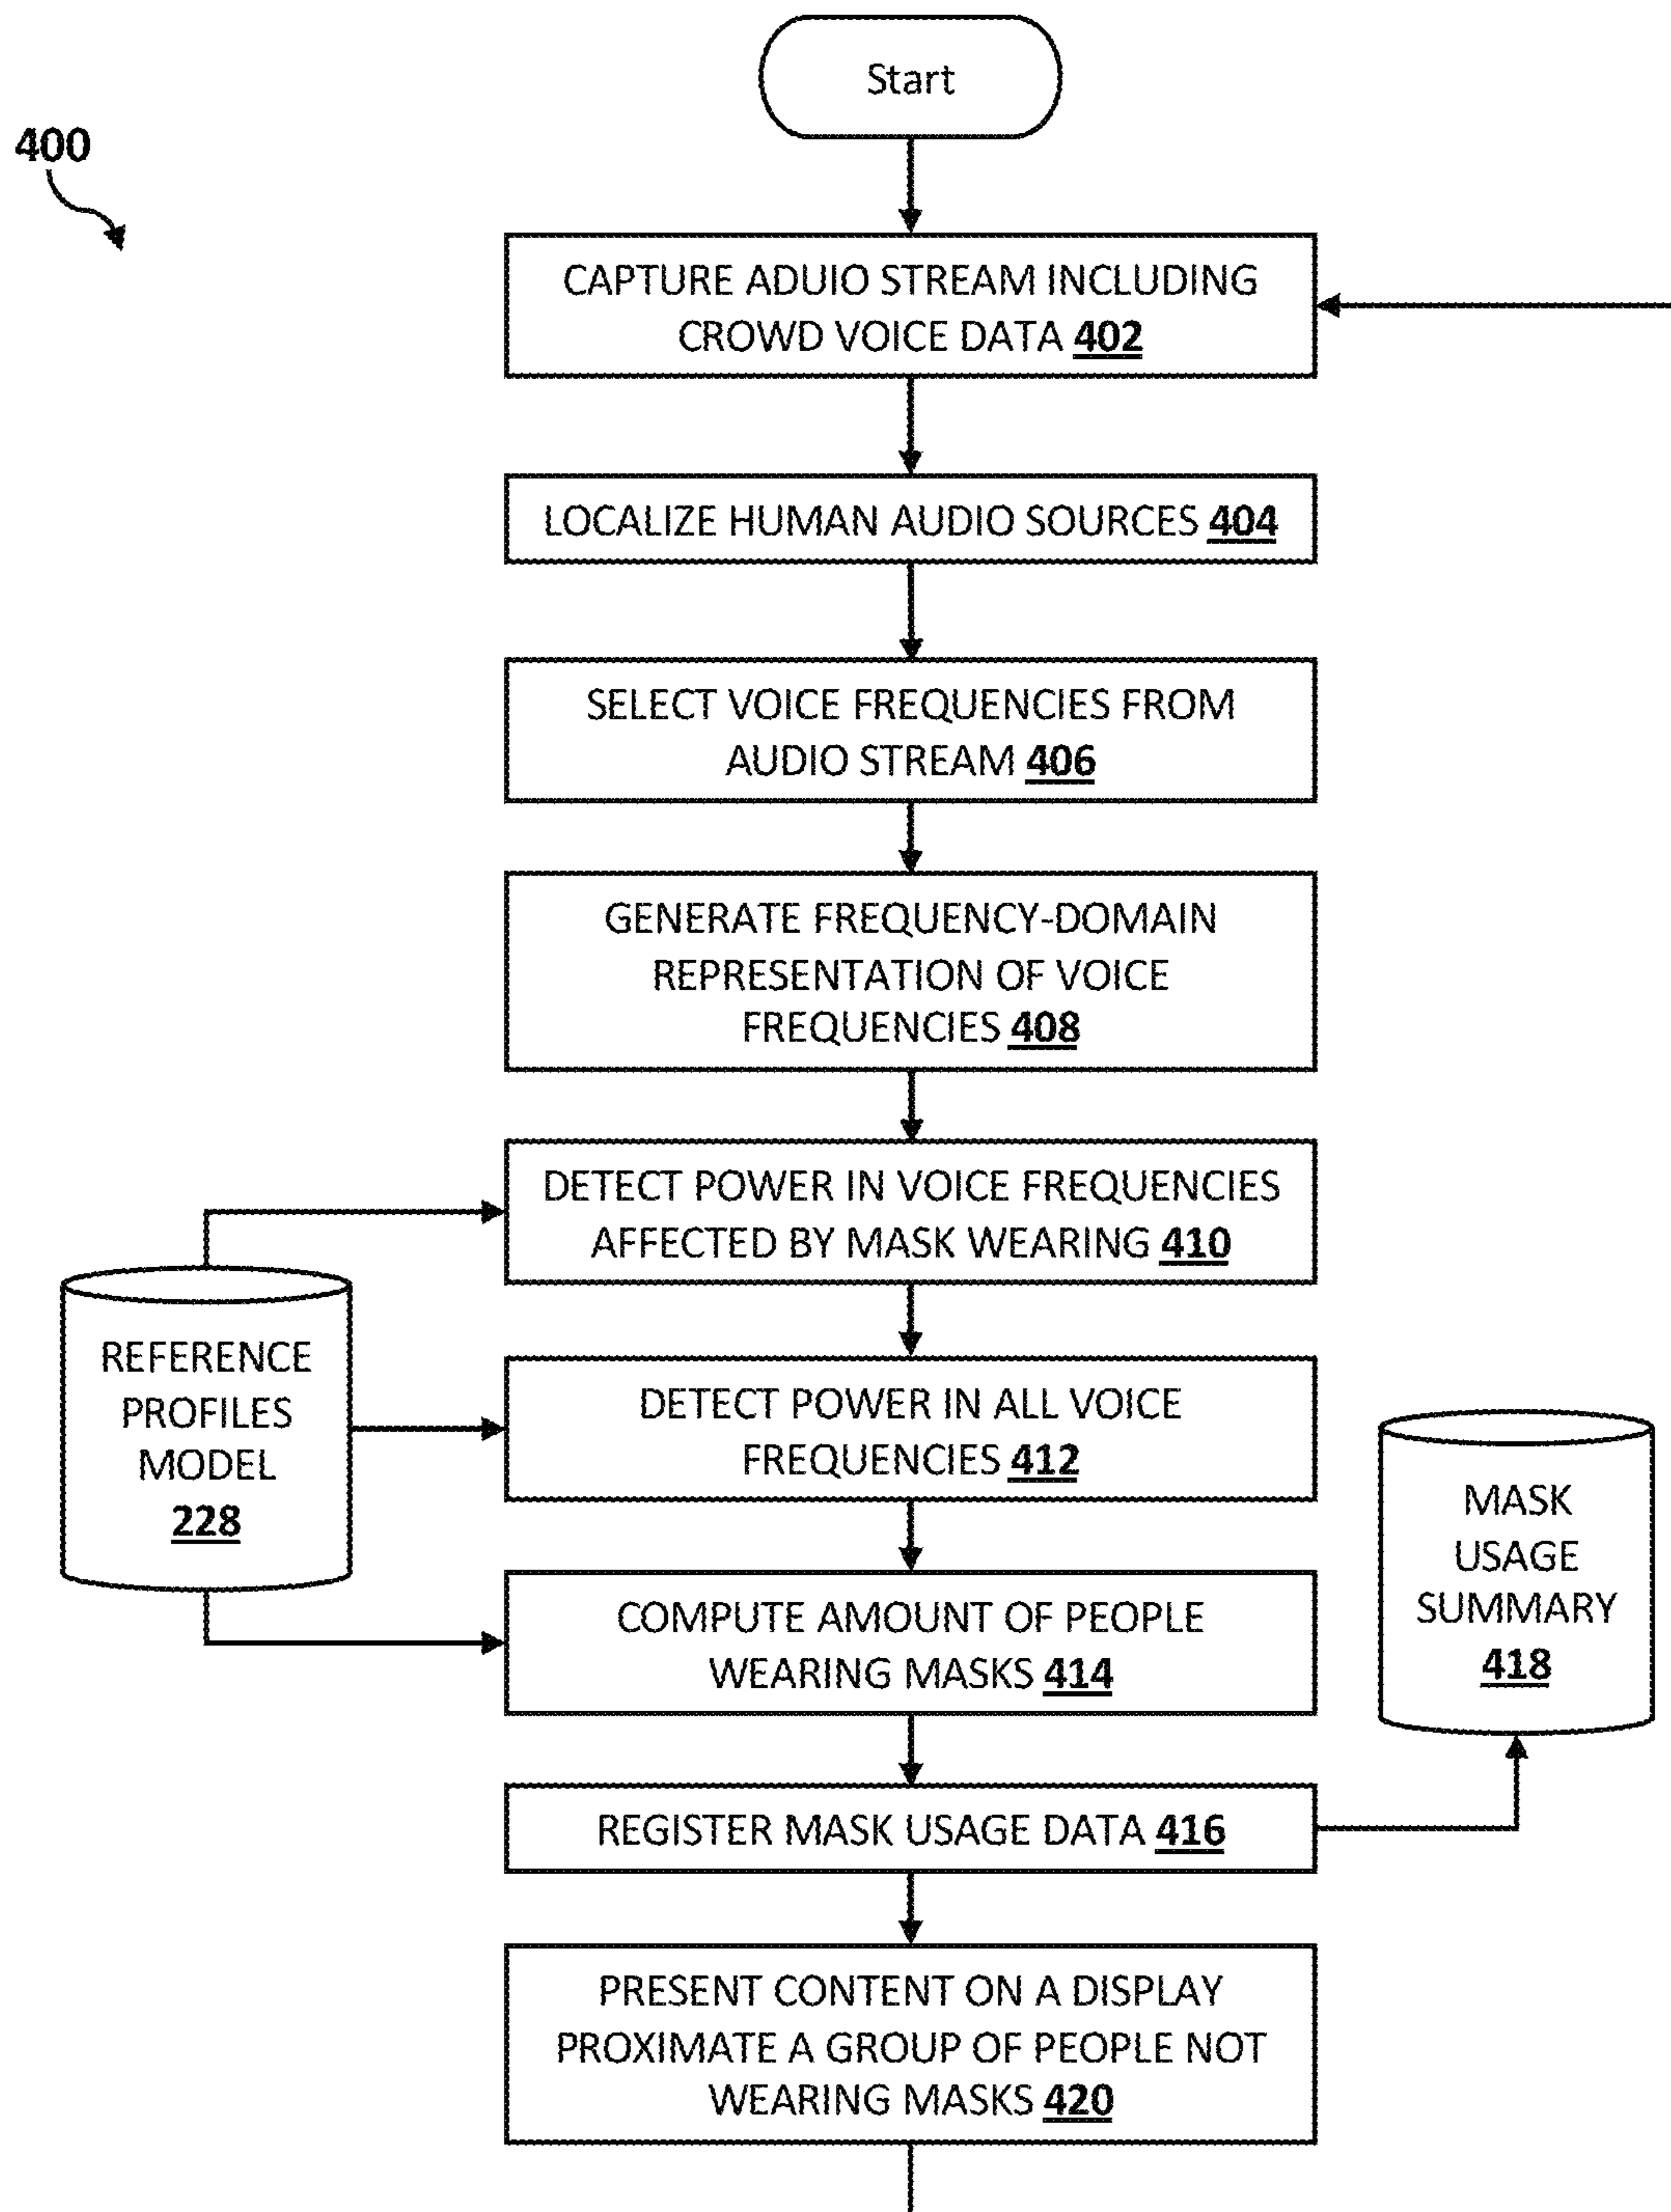 Start
400
CAPTURE ADUIO STREAM INCLUDING
CROWD VOICE DATA 402
LOCALIZE HUMAN AUDIO SOURCES 404
SELECT VOICE FREQUENCIES FROM
AUDIO STREAM 406
GENERATE FREQUENCY-DOMAIN
REPRESENTATION OF VOICE
FREQUENCIES 408
DETECT POWER IN VOICE FREQUENCIES
AFFECTED BY MASK WEARING 410
REFERENCE
PROFILES
MODEL
228
DETECT POWER IN ALL VOICE
FREQUENCIES 412
MASK
USAGE
SUMMARY
418
COMPUTE AMOUNT OF PEOPLE
WEARING MASKS 414
REGISTER MASK USAGE DATA 416
PRESENT CONTENT ON A DISPLAY
PROXIMATE A GROUP OF PEOPLE NOT
WEARING MASKS 420